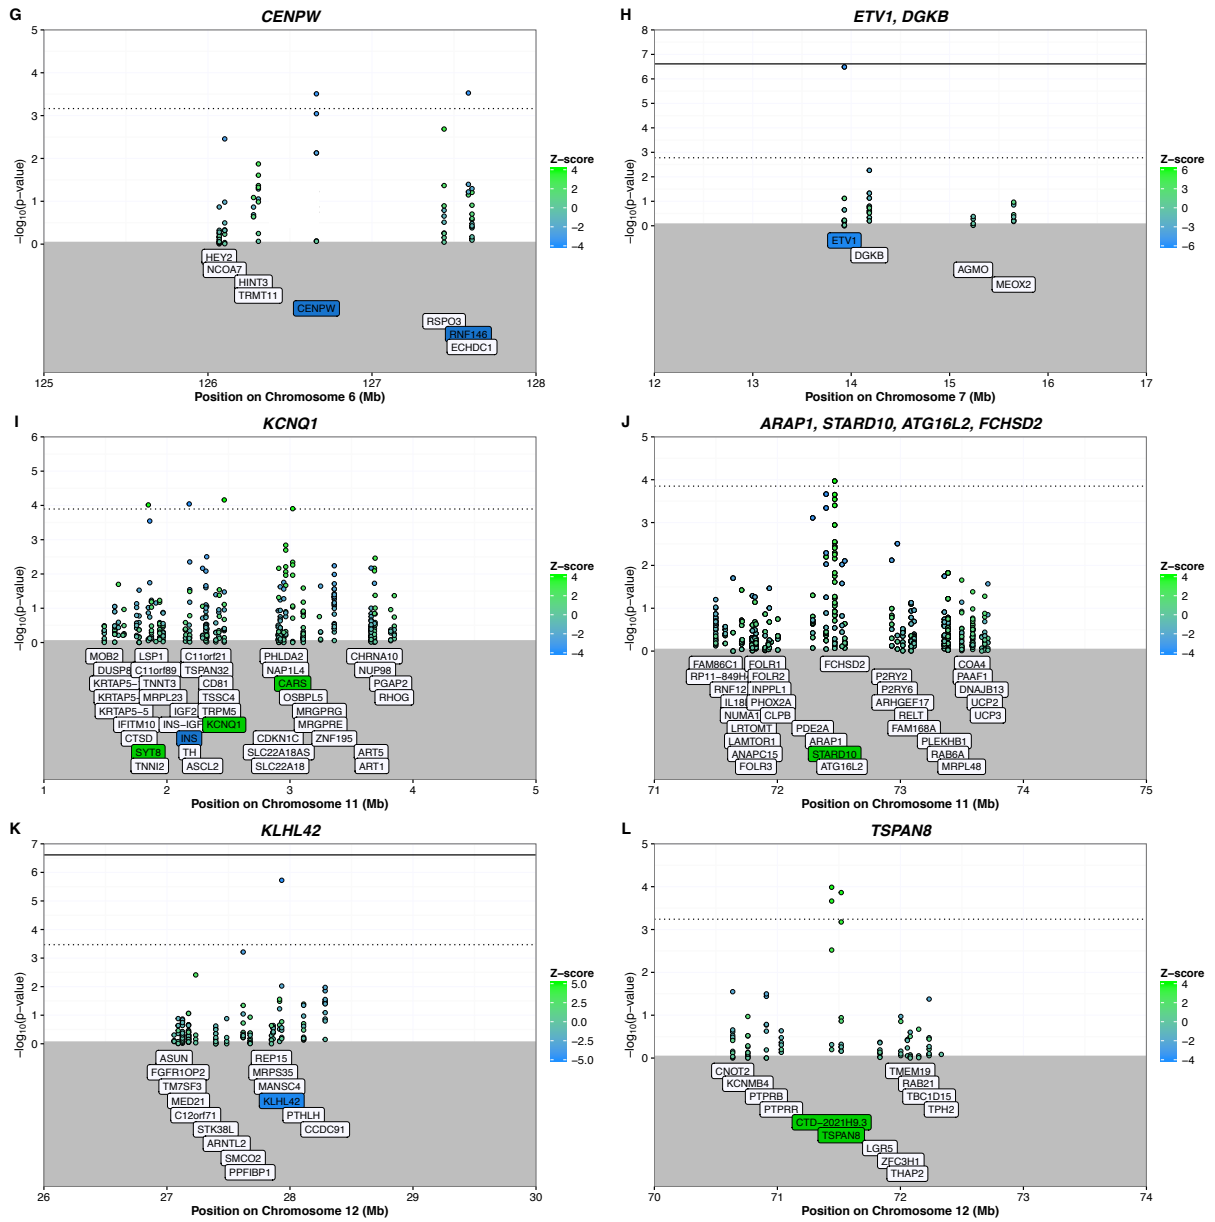 G
CENPW
5
4
3
2
1
0
−log10(p−value)
HEY2
NCOA7
HINT3
TRMT11
CENPW
RSPO3
RNF146
ECHDC1
125
126
127
128
Position on Chromosome 6 (Mb)
Z−score
4
2
0
−2
−4
H
ETV1, DGKB
8
7
6
5
4
3
2
1
0
−log10(p−value)
ETV1
DGKB
AGMO
MEOX2
12
13
14
15
16
17
Position on Chromosome 7 (Mb)
Z−score
6
3
0
−3
−6
I
KCNQ1
6
5
4
3
2
1
0
−log10(p−value)
MOB2 LSP1 C11orf21 PHLDA2 CHRNA10
DUSP8 C11orf89 TSPAN32 NAP1L4 NUP98
KRTAP5− TNNT3 CD81 CARS PGAP2
KRTAP5− MRPL23 TSSC4 OSBPL5 RHOG
KRTAP5−5 IGF2 TRPM5 MRGPRG
IFITM10 INS−IGF KCNQ1 MRGPRE
CTSD INS CDKN1C ZNF195
SYT8 TH SLC22A18AS ART5
TNNI2 ASCL2 SLC22A18 ART1
1
2
3
4
5
Position on Chromosome 11 (Mb)
Z−score
4
2
0
−2
−4
J
ARAP1, STARD10, ATG16L2, FCHSD2
5
4
3
2
1
0
−log10(p−value)
FAM86C1 FOLR1 FCHSD2 COA4
RP11−849H FOLR2 P2RY2 PAAF1
RNF12 INPPL1 P2RY6 DNAJB13
IL18 PHOX2A ARHGEF17 UCP2
NUMA1 CLPB RELT UCP3
LRTOMT PDE2A FAM168A
LAMTOR1 ARAP1 PLEKHB1
ANAPC15 STARD10 RAB6A
FOLR3 ATG16L2 MRPL48
71
72
73
74
75
Position on Chromosome 11 (Mb)
Z−score
4
2
0
−2
−4
K
KLHL42
7
6
5
4
3
2
1
0
−log10(p−value)
ASUN REP15
FGFR1OP2 MRPS35
TM7SF3 MANSC4
MED21 KLHL42
C12orf71 PTHLH
STK38L CCDC91
ARNTL2
SMCO2
PPFIBP1
26
27
28
29
30
Position on Chromosome 12 (Mb)
Z−score
5.0
2.5
0.0
−2.5
−5.0
L
TSPAN8
5
4
3
2
1
0
−log10(p−value)
CNOT2 TMEM19
KCNMB4 RAB21
PTPRB TBC1D15
PTPRR TPH2
CTD−2021H9.3
TSPAN8
LGR5
ZFC3H1
THAP2
70
71
72
73
74
Position on Chromosome 12 (Mb)
Z−score
4
2
0
−2
−4